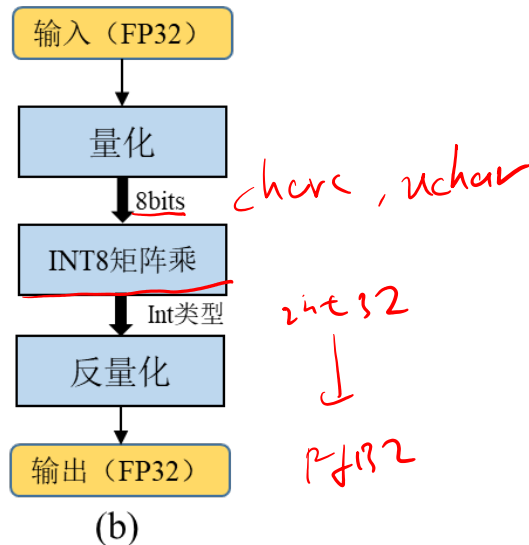 输入（FP32）
量化
8bits
char, uchar
INT8矩阵乘
Int类型
int32
反量化
输出（FP32）
(b)